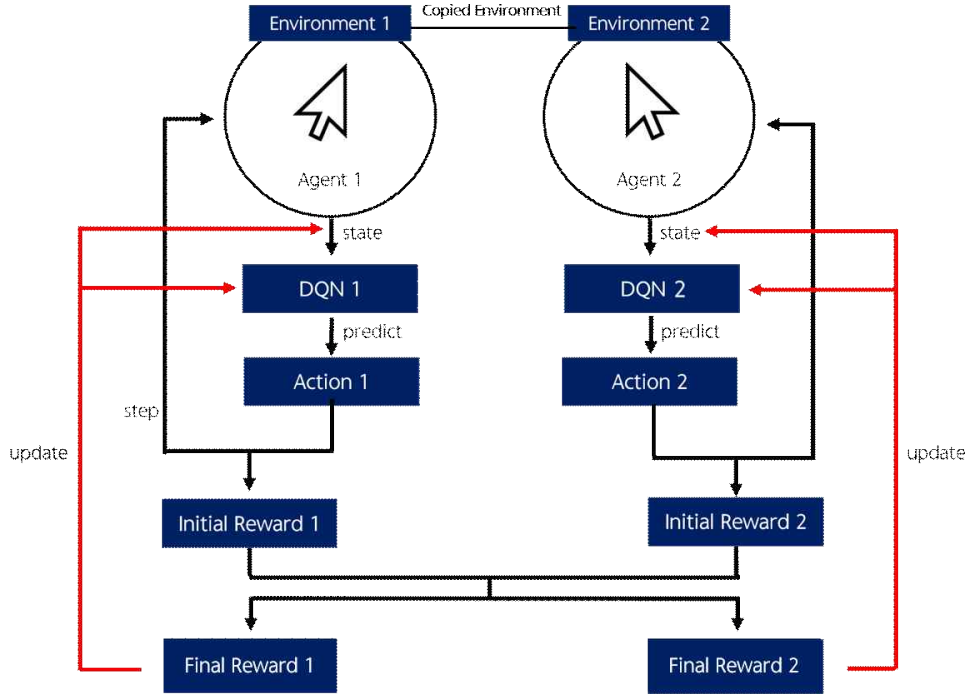 Copied Environment
Environment 1
Environment 2
Agent 1
Agent 2
state
state
DQN 1
DQN 2
predict
predict
Action 1
Action 2
step
update
update
Initial Reward 1
Initial Reward 2
Final Reward 1
Final Reward 2